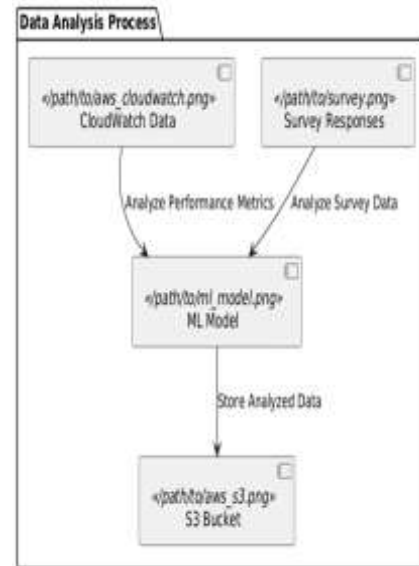 Data Analysis Process
«/path/to/aws_cloudwatch.png»
CloudWatch Data
«/path/to/survey.png»
Survey Responses
Analyze Performance Metrics
Analyze Survey Data
«/path/to/ml_model.png»
ML Model
Store Analyzed Data
«/path/to/aws_s3.png»
S3 Bucket